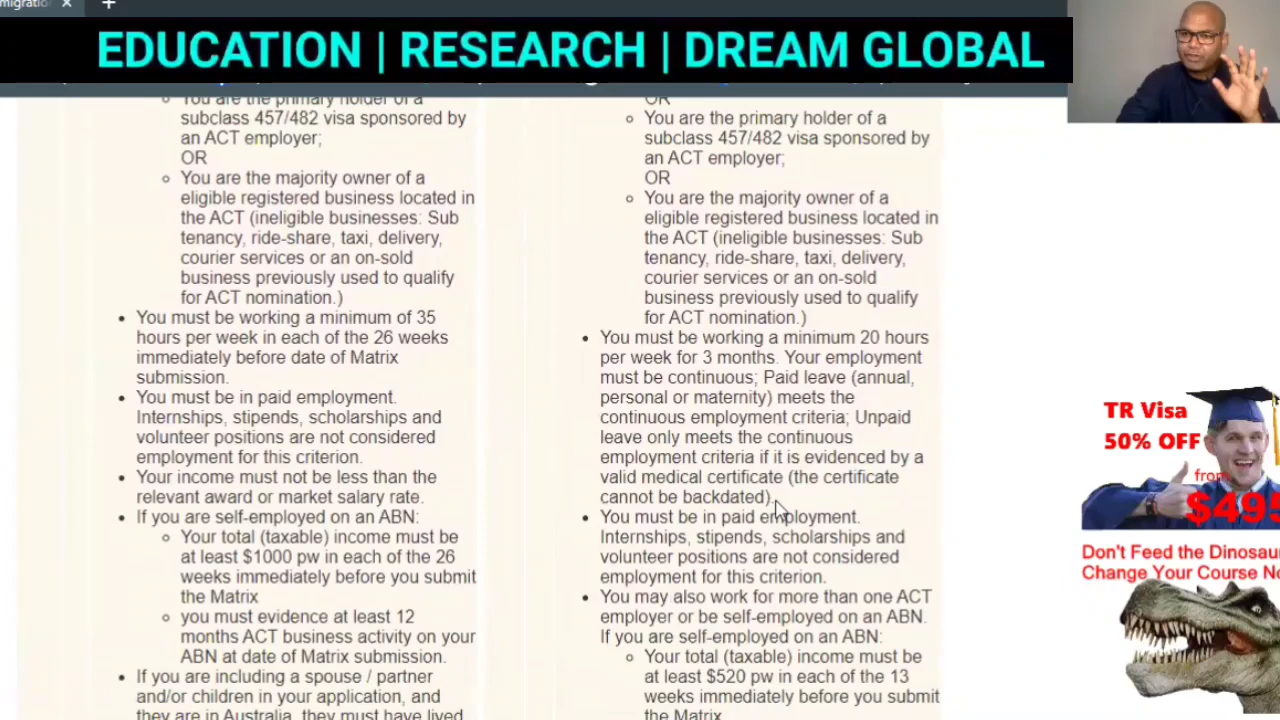 migratio
EDUCATION | RESEARCH | DREAM GLOBAL
You are the primary holder of a
subclass 457/482 visa sponsored by
an ACT employer;
OR
You are the majority owner of a
eligible registered business located in
the ACT (ineligible businesses: Sub
tenancy, ride-share, taxi, delivery,
courier services or an on-sold
business previously used to qualify
for ACT nomination.)
You must be working a minimum of 35
hours per week in each of the 26 weeks
immediately before date of Matrix
submission.
You must be in paid employment.
Internships, stipends, scholarships and
volunteer positions are not considered
employment for this criterion.
Your income must not be less than the
relevant award or market salary rate.
If you are self-employed on an ABN:
Your total (taxable) income must be
at least $1000 pw in each of the 26
weeks immediately before you submit
the Matrix
you must evidence at least 12
months ACT business activity on your
ABN at date of Matrix submission.
If you are including a spouse / partner
and/or children in your application, and
they are in Australia, they must have lived
OR
You are the primary holder of a
subclass 457/482 visa sponsored by
an ACT employer;
OR
You are the majority owner of a
eligible registered business located in
the ACT (ineligible businesses: Sub
tenancy, ride-share, taxi, delivery,
courier services or an on-sold
business previously used to qualify
for ACT nomination.)
You must be working a minimum 20 hours
per week for 3 months. Your employment
must be continuous; Paid leave (annual,
personal or maternity) meets the
continuous employment criteria; Unpaid
leave only meets the continuous
employment criteria if it is evidenced by a
valid medical certificate (the certificate
cannot be backdated).
You must be in paid employment.
Internships, stipends, scholarships and
volunteer positions are not considered
employment for this criterion.
You may also work for more than one ACT
employer or be self-employed on an ABN.
If you are self-employed on an ABN:
Your total (taxable) income must be
at least $520 pw in each of the 13
weeks immediately before you submit
the Matrix
TR Visa
50% OFF
from
$495
Don't Feed the Dinosau
Change Your Course No